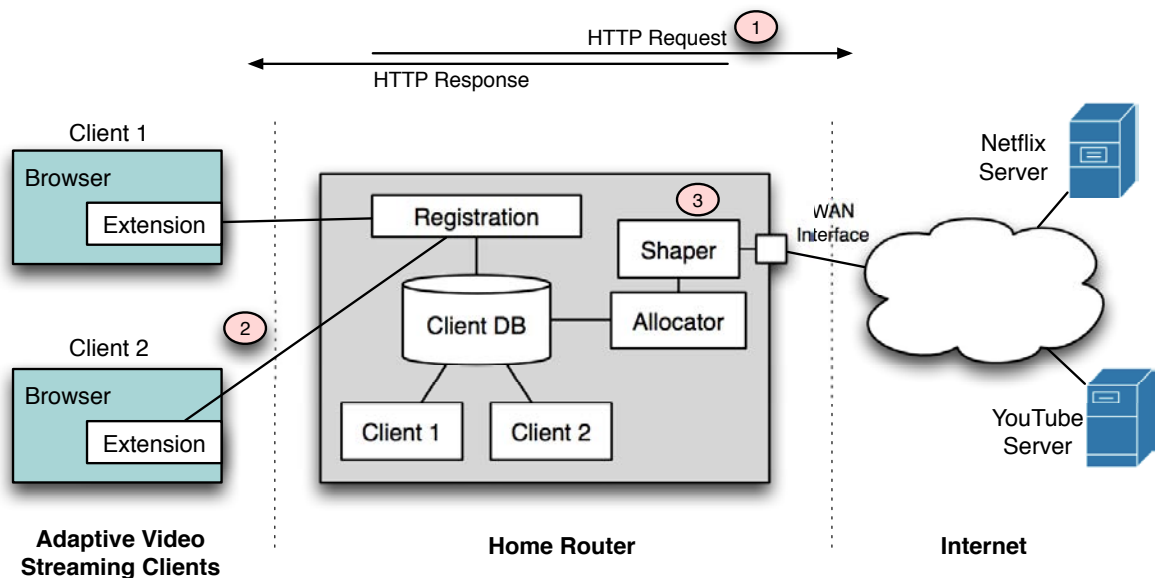 HTTP Request
1
HTTP Response
Client 1
Browser
Extension
Client 2
Browser
Extension
2
Registration
3
Shaper
Client DB
Allocator
Client 1
Client 2
WAN
Interface
Netflix
Server
YouTube
Server
Adaptive Video
Streaming Clients
Home Router
Internet